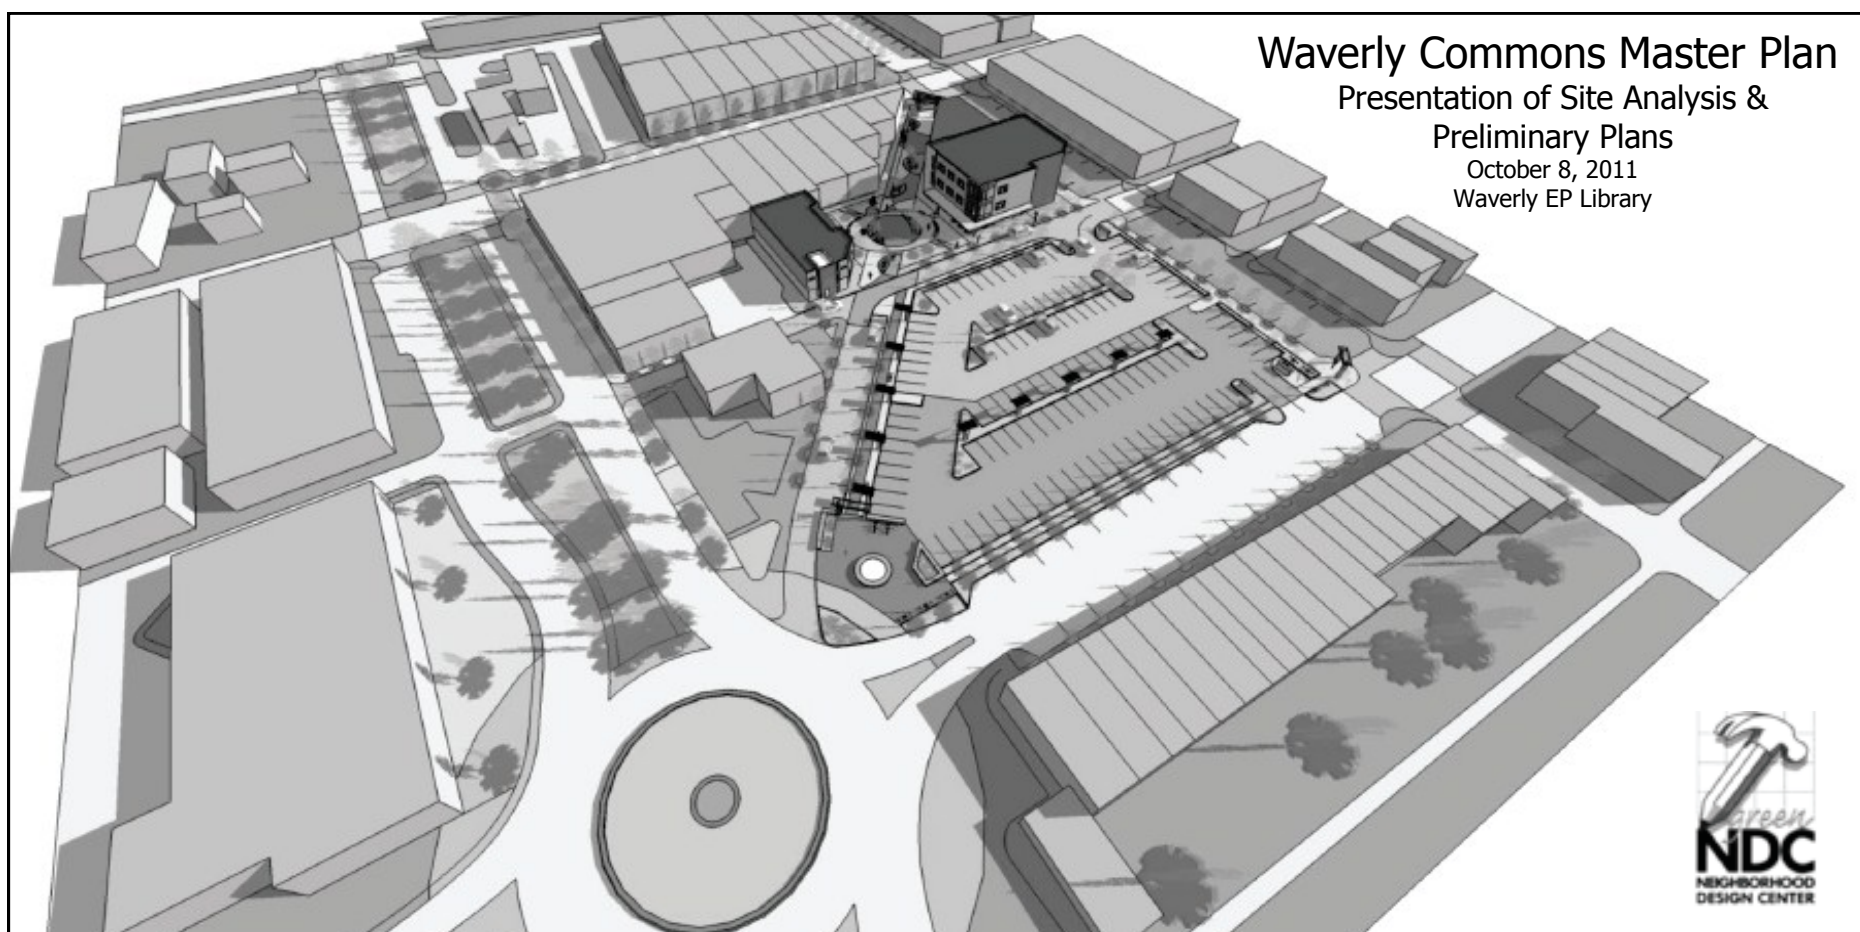 Waverly Commons Master Plan
Presentation of Site Analysis &
Preliminary Plans
October 8, 2011
Waverly EP Library
green
NDC
NEIGHBORHOOD
DESIGN CENTER